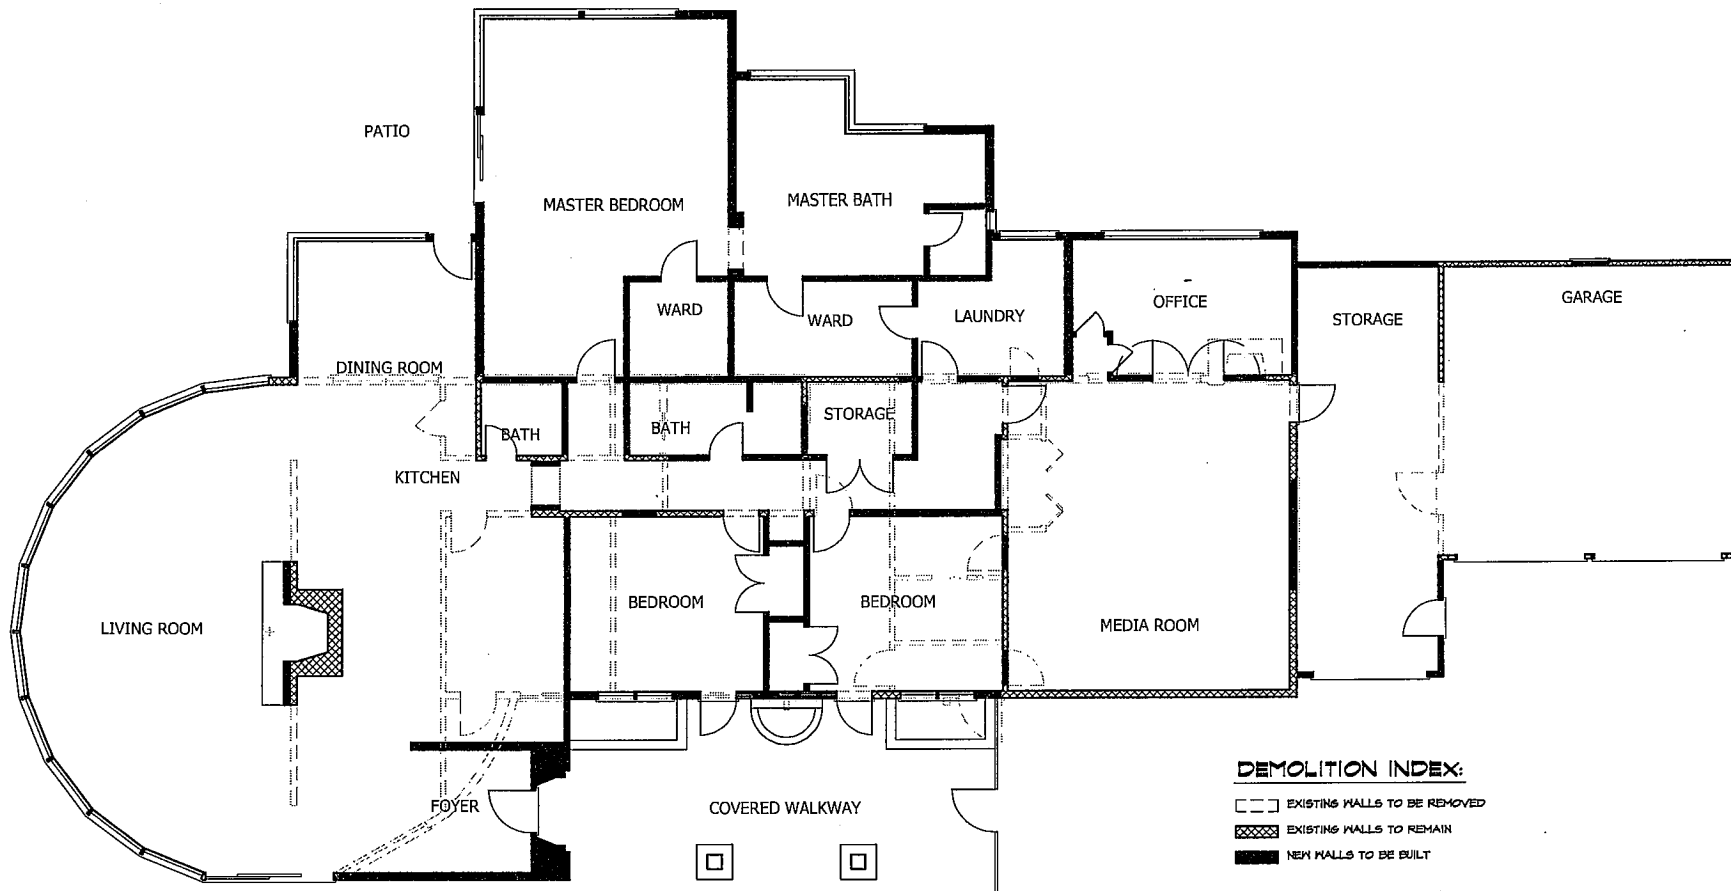 PATIO
MASTER BEDROOM
MASTER BATH
WARD
WARD
LAUNDRY
OFFICE
STORAGE
GARAGE
DINING ROOM
BATH
BATH
STORAGE
KITCHEN
LIVING ROOM
BEDROOM
BEDROOM
MEDIA ROOM
FOYER
COVERED WALKWAY
DEMOLITION INDEX:
EXISTING WALLS TO BE REMOVED
EXISTING WALLS TO REMAIN
NEW WALLS TO BE BUILT